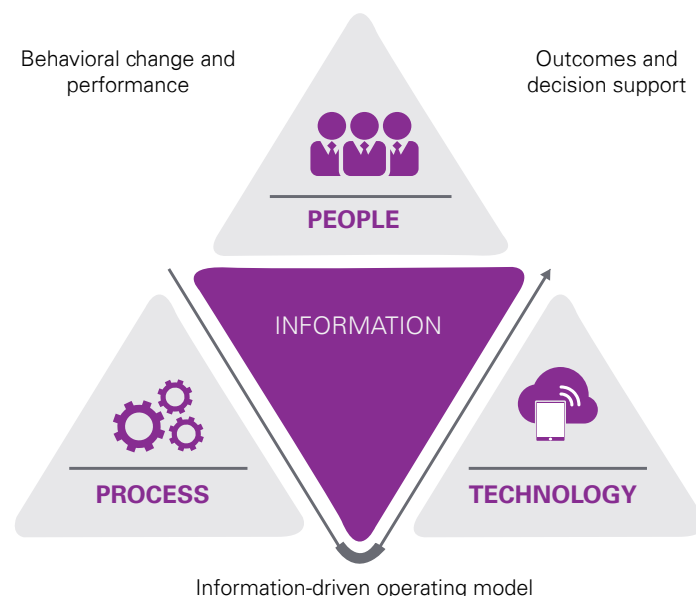 Behavioral change and
performance
Outcomes and
decision support
PEOPLE
INFORMATION
PROCESS
TECHNOLOGY
Information-driven operating model